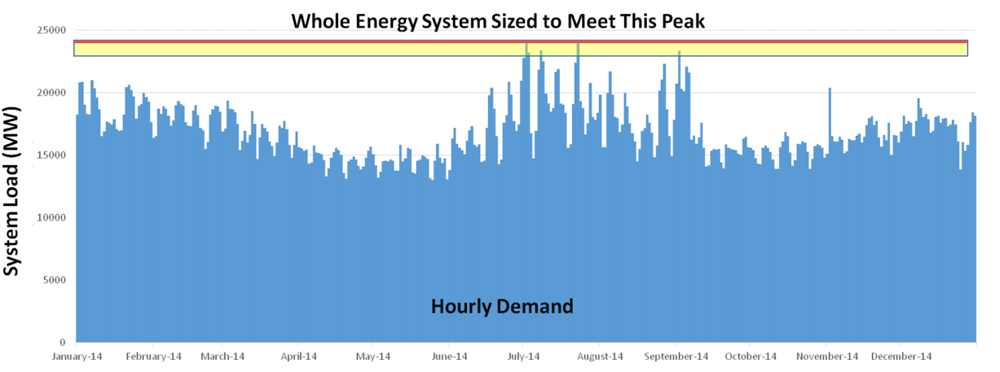 Whole Energy System Sized to Meet This Peak
System Load (MW)
25000
20000
15000
10000
5000
0
Hourly Demand
January-14 February-14 March-14 April-14 May-14 June-14 July-14 August-14 September-14 October-14 November-14 December-14